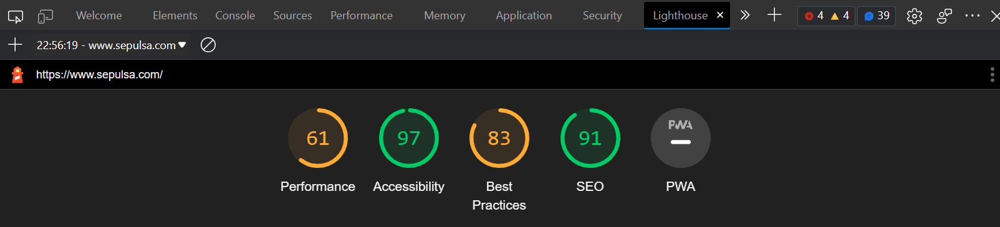 Welcome Elements Console Sources Performance Memory Application Security Lighthouse 4 4 39
22:56:19 - www.sepulsa.com
https://www.sepulsa.com/
PWA
61 97 83 91
Performance Accessibility Best Practices SEO PWA